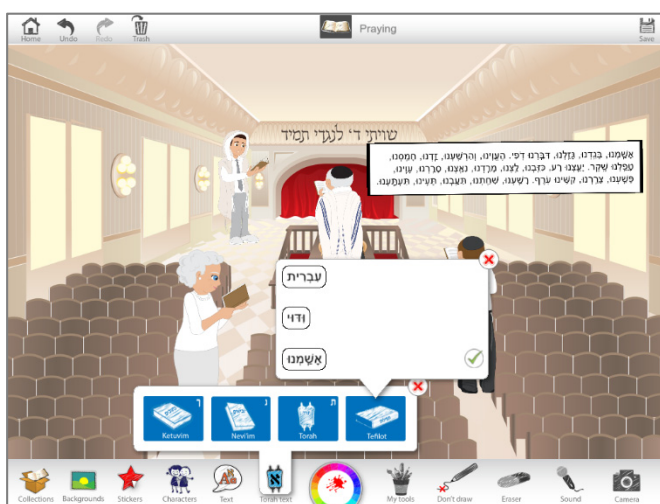 Praying
Home
Undo
Redo
Trash
Save
שויתי ד' לנגדי תמיד
אָשַׁמְנוּ, בָּגַדְנוּ, גָּזַלְנוּ, דִּבַּרְנוּ דֹפִי. הֶעֱוִינוּ, וְהִרְשַׁעְנוּ, זַדְנוּ, חָמַסְנוּ,
טָפַלְנוּ שֶׁקֶר. יָעַצְנוּ רָע, כִּזַּבְנוּ, לַצְנוּ, מָרַדְנוּ, נִאַצְנוּ, סָרַרְנוּ, עָוִינוּ,
פָּשַׁעְנוּ, צָרַרְנוּ, קִשִּׁינוּ עֹרֶף. רָשַׁעְנוּ, שִׁחַתְנוּ, תִּעַבְנוּ, תָּעִינוּ, תִּעְתָּעְנוּ.
עִבְרִית
וִדּוּי
אָשַׁמְנוּ
ך
נ
ת
Ketuvim
Nevi'im
Torah
Tefilot
Collections
Backgrounds
Stickers
Characters
Text
Torah text
My tools
Don't draw
Eraser
Sound
Camera